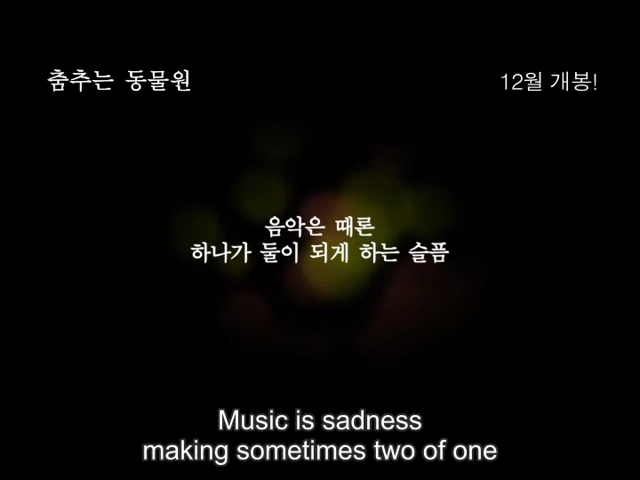 춤추는 동물원
12월 개봉!
음악은 때론
하나가 둘이 되게 하는 슬픔
Music is sadness
making sometimes two of one